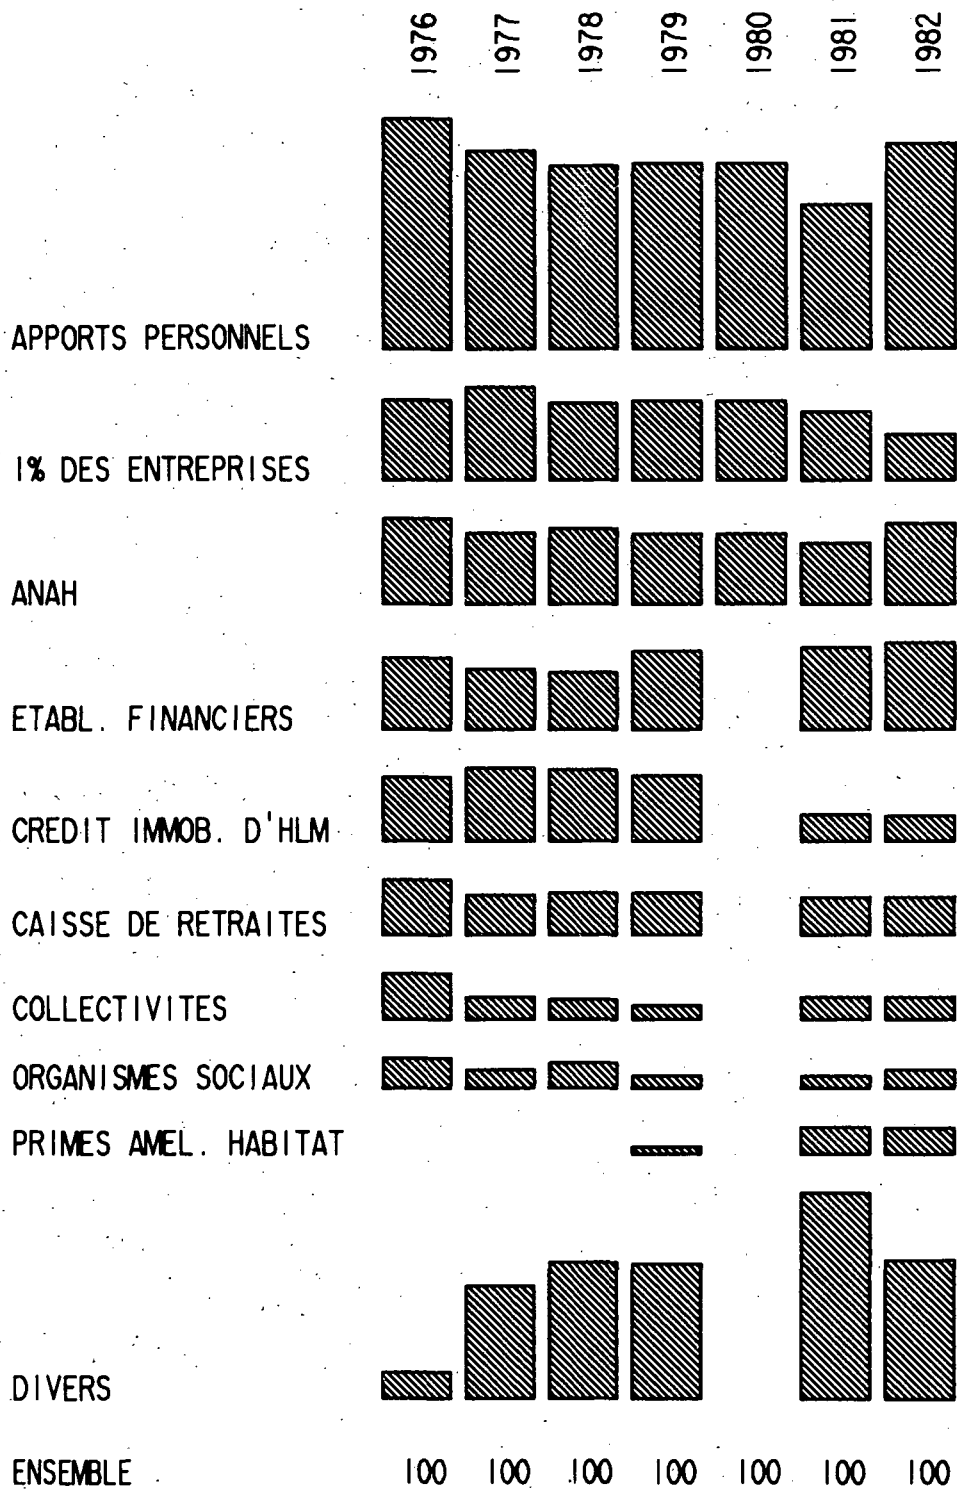 1976 1977 1978 1979 1980 1981 1982
APPORTS PERSONNELS
1% DES ENTREPRISES
ANAH
ETABL. FINANCIERS
CREDIT IMMOB. D'HLM
CAISSE DE RETRAITES
COLLECTIVITES
ORGANISMES SOCIAUX
PRIMES AMEL. HABITAT
DIVERS
ENSEMBLE 100 100 100 100 100 100 100